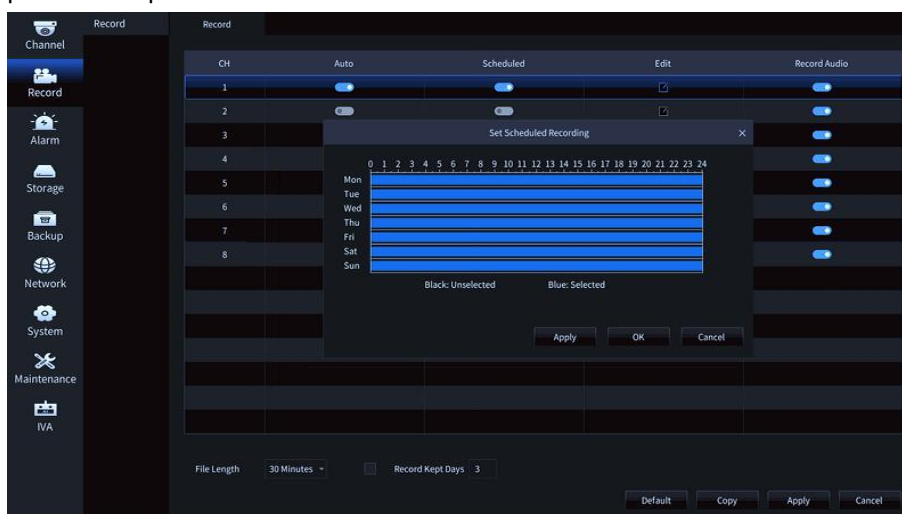 Record
Record
Channel
Record
Alarm
Storage
Backup
Network
System
Maintenance
IVA
CH Auto Scheduled Edit Record Audio
1
2
3
4
5
6
7
8
Set Scheduled Recording ×
0 1 2 3 4 5 6 7 8 9 10 11 12 13 14 15 16 17 18 19 20 21 22 23 24
Mon
Tue
Wed
Thu
Fri
Sat
Sun
Black: Unselected Blue: Selected
Apply OK Cancel
File Length 30 Minutes Record Kept Days 3
Default Copy Apply Cancel